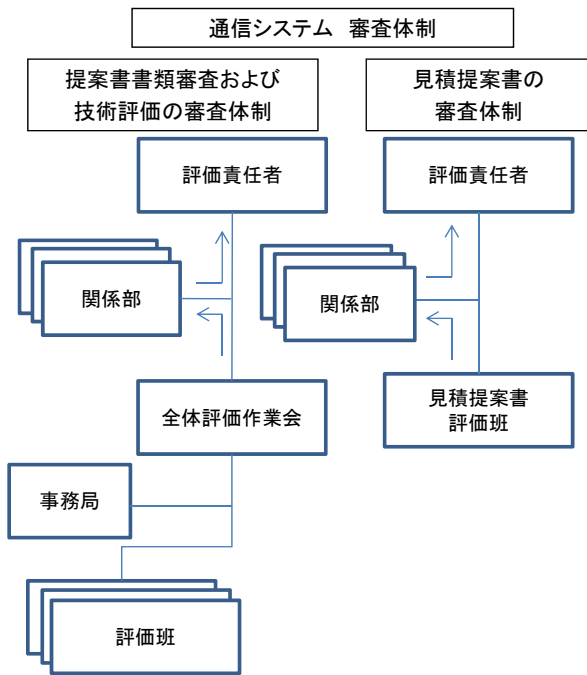 通信システム 審査体制
提案書書類審査および
技術評価の審査体制
見積提案書の
審査体制
評価責任者
評価責任者
関係部
関係部
全体評価作業会
見積提案書
評価班
事務局
評価班